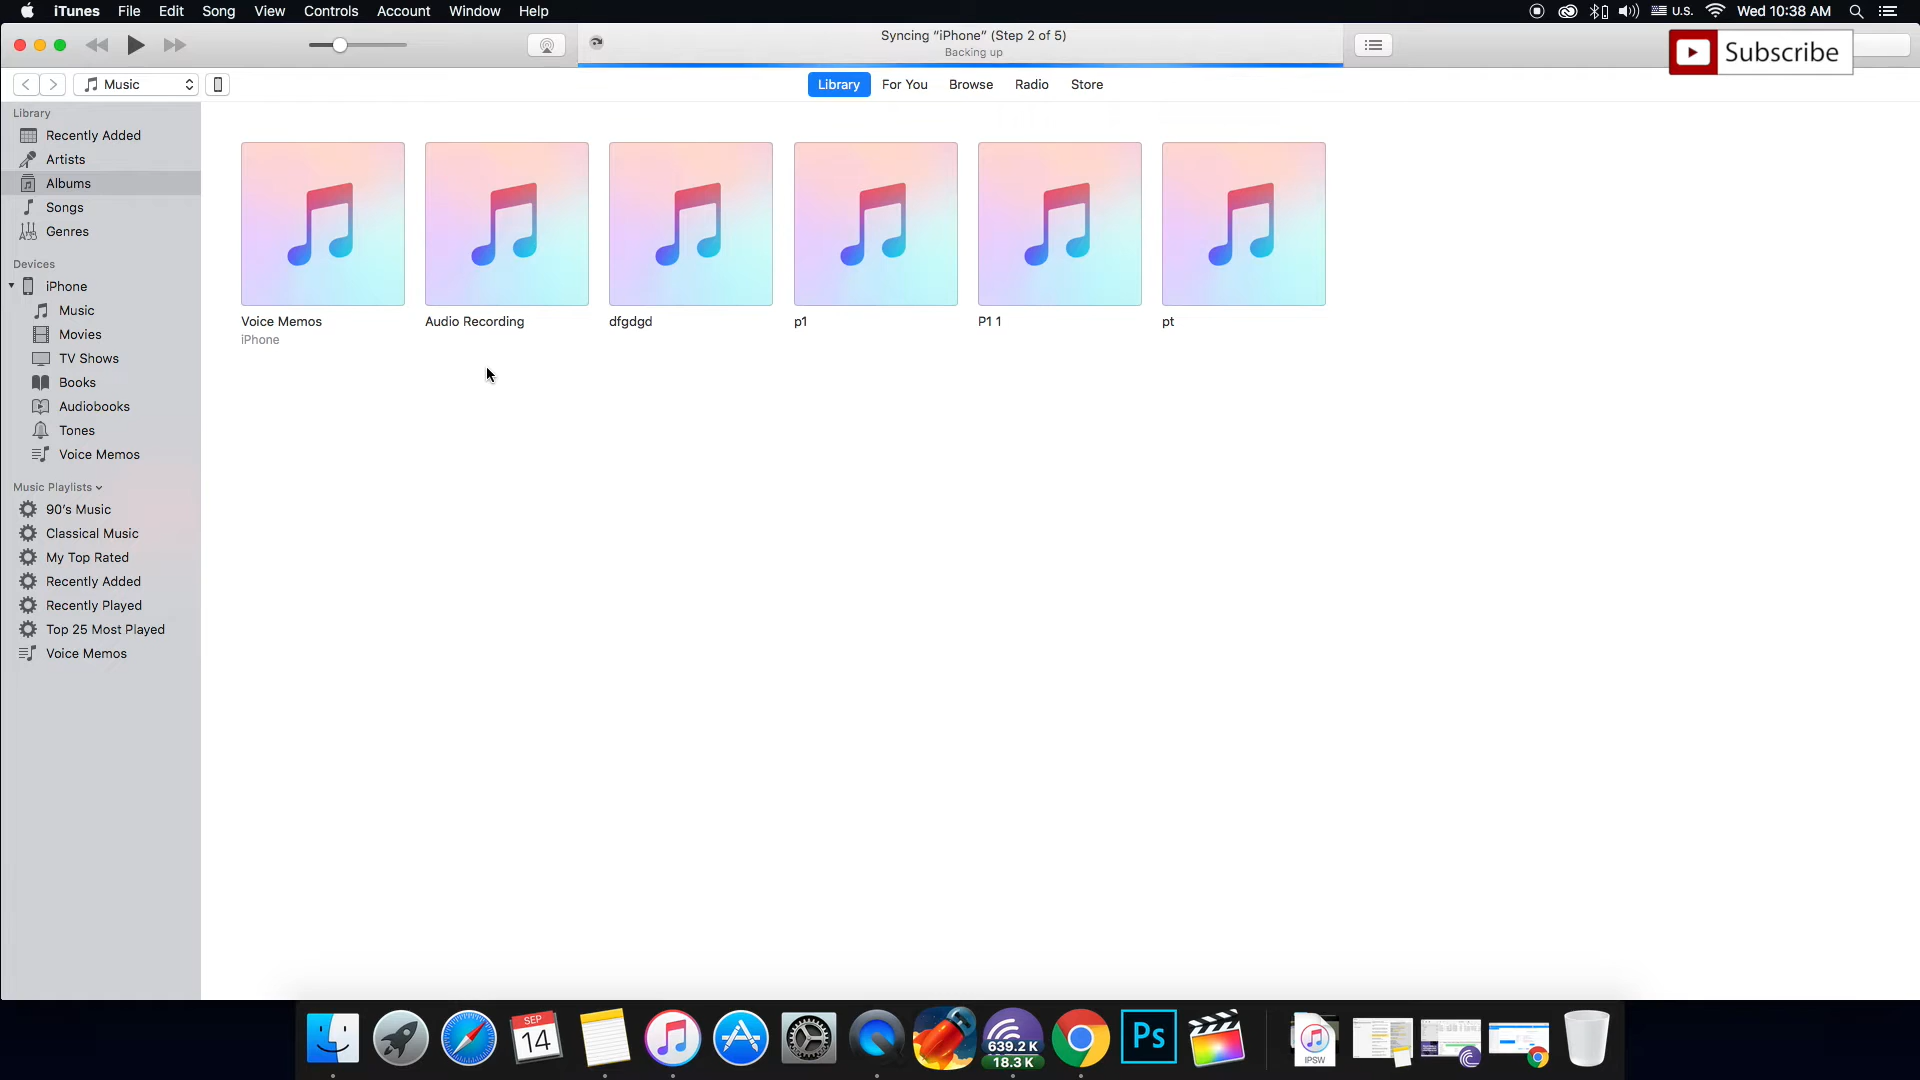 iTunes File Edit Song View Controls Account Window Help U.S. Wed 10:38 AM
Syncing “iPhone” (Step 2 of 5)
Backing up
Subscribe
Music Library For You Browse Radio Store
Library
Recently Added
Artists
Albums
Songs
Genres
Devices
iPhone
Music
Movies
TV Shows
Books
Audiobooks
Tones
Voice Memos
Music Playlists
90’s Music
Classical Music
My Top Rated
Recently Added
Recently Played
Top 25 Most Played
Voice Memos
Voice Memos Audio Recording dfgdgd p1 P1 1 pt
iPhone
SEP
14
639.2 K
18.3 K
Ps
IPSW